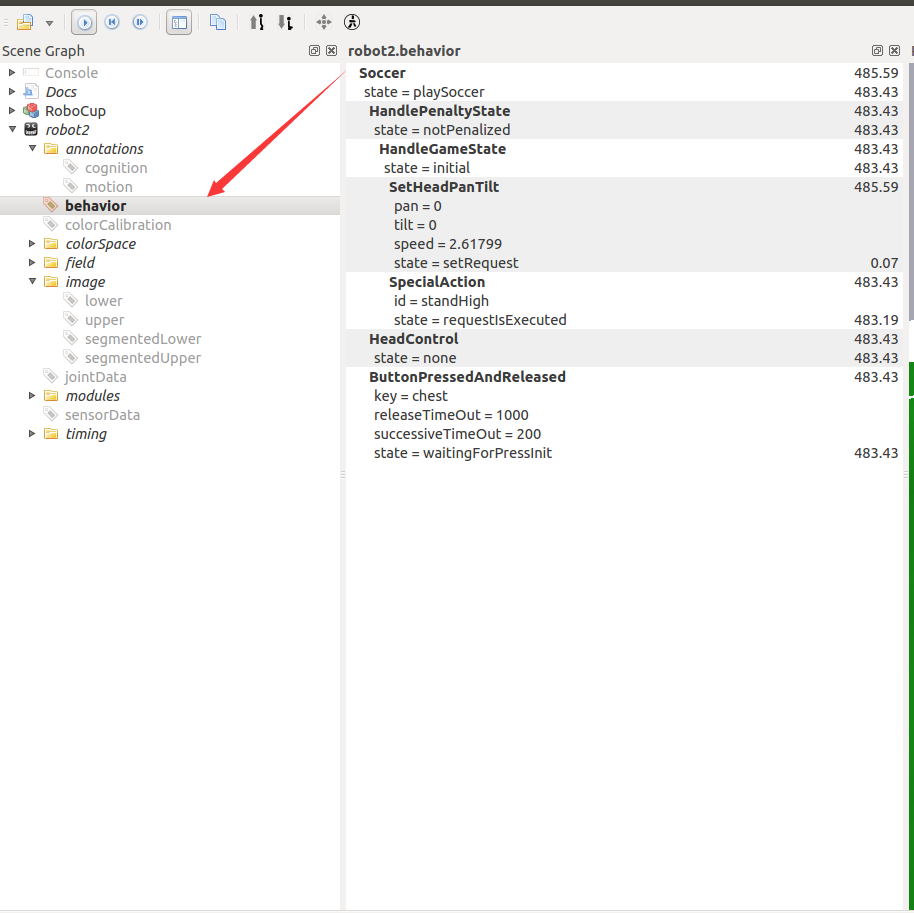 Scene Graph
Console
Docs
RoboCup
robot2
annotations
cognition
motion
behavior
colorCalibration
colorSpace
field
image
lower
upper
segmentedLower
segmentedUpper
jointData
modules
sensorData
timing
robot2.behavior
Soccer 485.59
state = playSoccer 483.43
HandlePenaltyState 483.43
state = notPenalized 483.43
HandleGameState 483.43
state = initial 483.43
SetHeadPanTilt 485.59
pan = 0
tilt = 0
speed = 2.61799
state = setRequest 0.07
SpecialAction 483.43
id = standHigh
state = requestIsExecuted 483.19
HeadControl 483.43
state = none 483.43
ButtonPressedAndReleased 483.43
key = chest
releaseTimeOut = 1000
successiveTimeOut = 200
state = waitingForPressInit 483.43